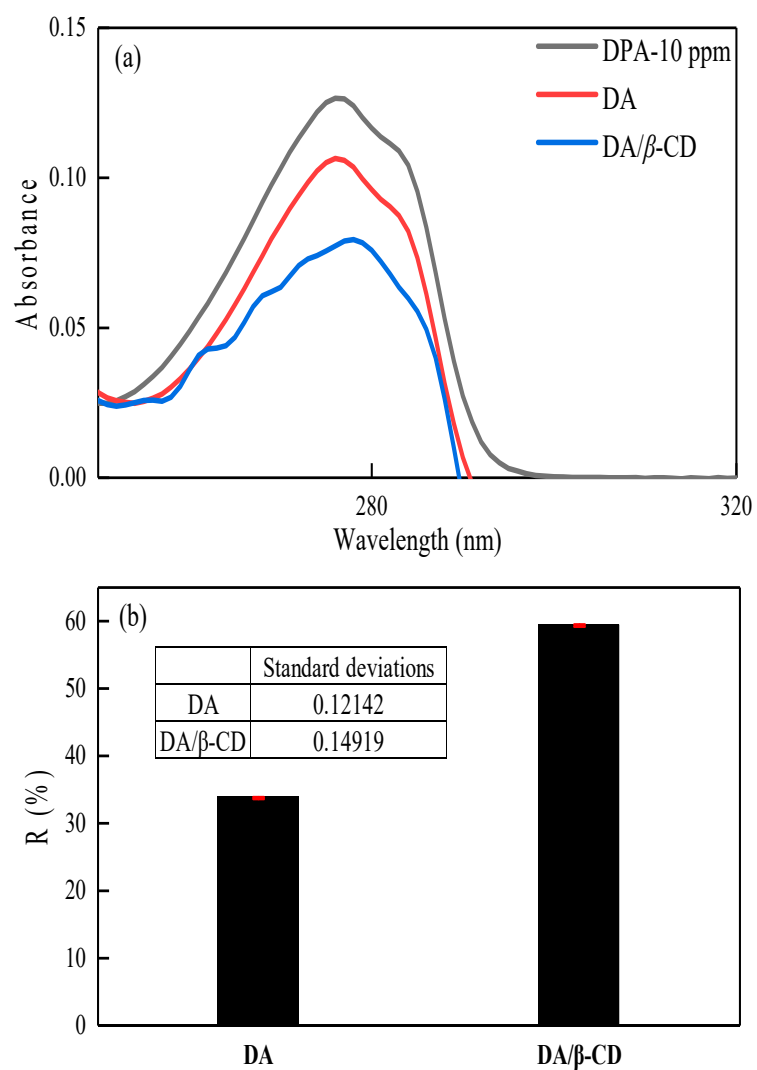 (a)
DPA-10 ppm
DA
DA/β-CD
0.15
0.10
0.05
0.00
Absorbance
280
320
Wavelength (nm)
(b)
Standard deviations
DA 0.12142
DA/β-CD 0.14919
60
50
40
30
20
10
0
R (%)
DA
DA/β-CD